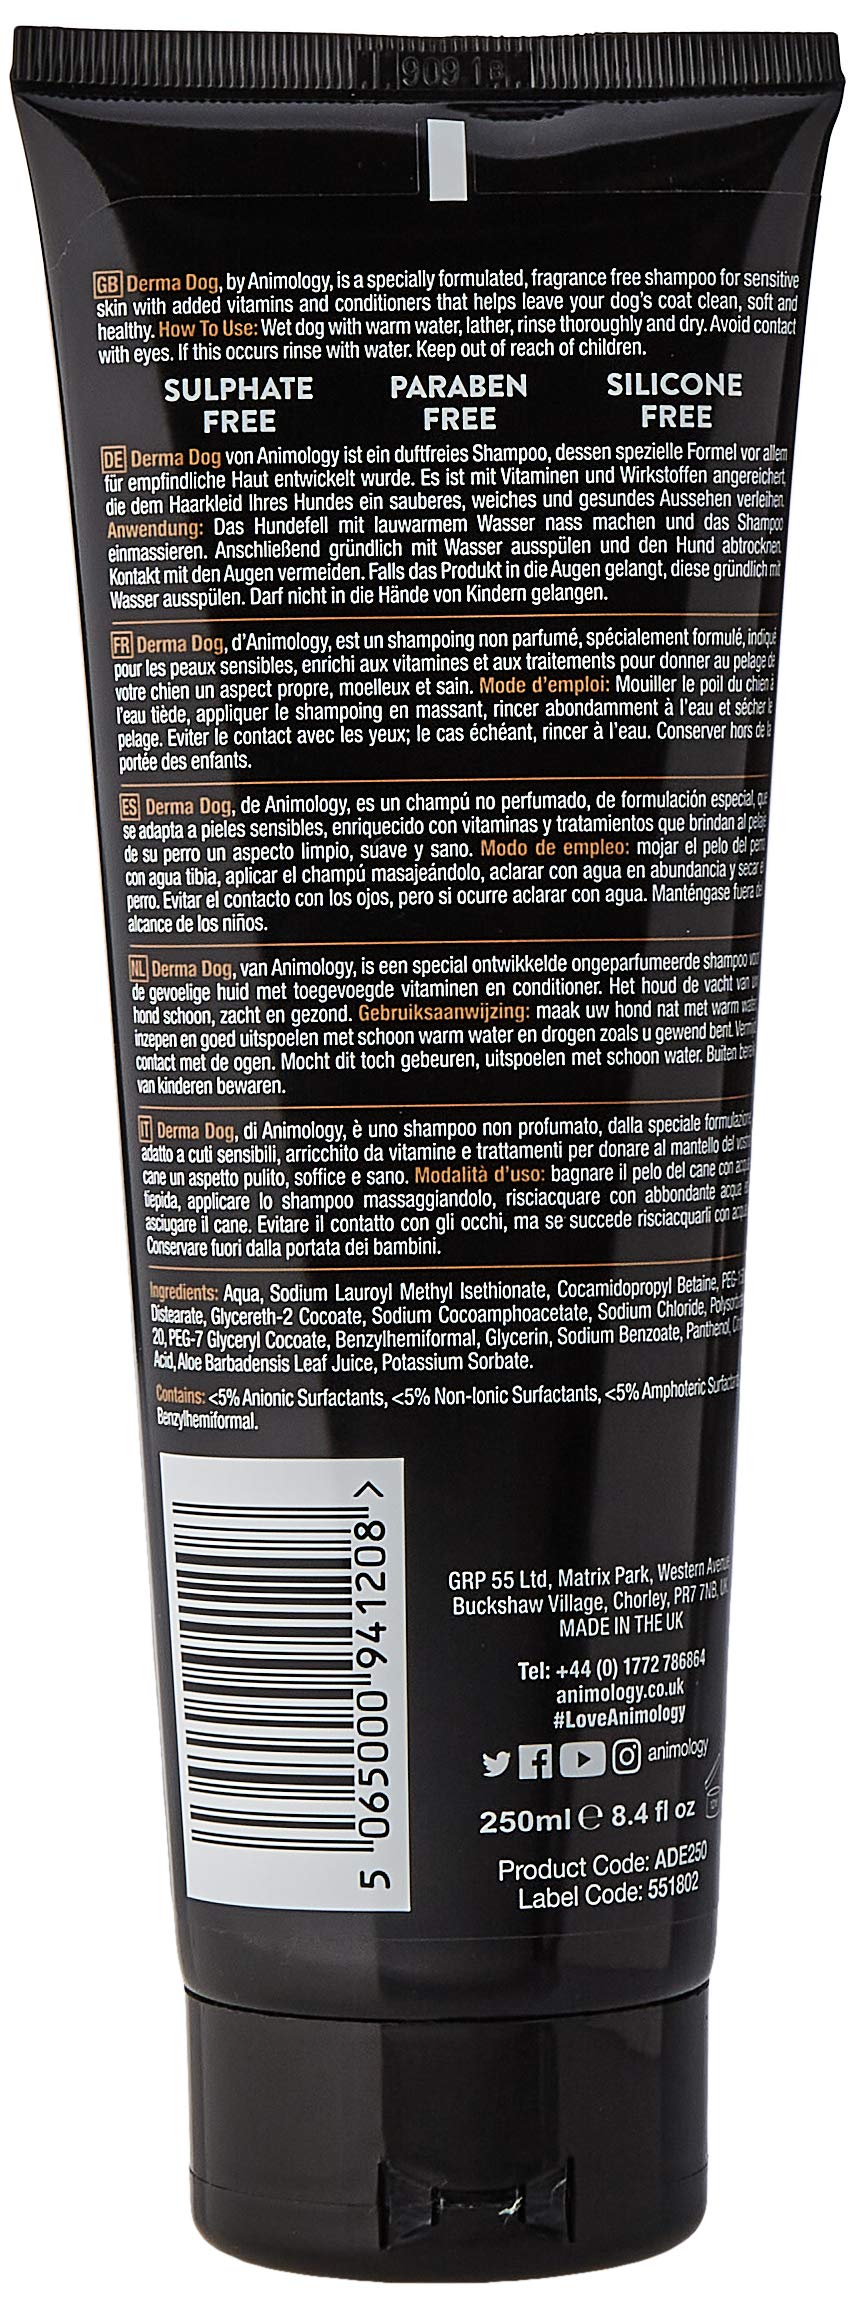 909 1B
GB Derma Dog, by Animology, is a specially formulated, fragrance free shampoo for sensitive
skin with added vitamins and conditioners that helps leave your dog's coat clean, soft and
healthy. How To Use: Wet dog with warm water, lather, rinse thoroughly and dry. Avoid contact
with eyes. If this occurs rinse with water. Keep out of reach of children.
SULPHATE FREE
PARABEN FREE
SILICONE FREE
DE Derma Dog von Animology ist ein duftfreies Shampoo, dessen spezielle Formel vor allem
für empfindliche Haut entwickelt wurde. Es ist mit Vitaminen und Wirkstoffen angereichert,
die dem Haarkleid Ihres Hundes ein sauberes, weiches und gesundes Aussehen verleihen.
Anwendung: Das Hundefell mit lauwarmem Wasser nass machen und das Shampoo
einmassieren. Anschließend gründlich mit Wasser ausspülen und den Hund abtrocknen.
Kontakt mit den Augen vermeiden. Falls das Produkt in die Augen gelangt, diese gründlich mit
Wasser ausspülen. Darf nicht in die Hände von Kindern gelangen.
FR Derma Dog, d'Animology, est un shampoing non parfumé, spécialement formulé, indiqué
pour les peaux sensibles, enrichi aux vitamines et aux traitements pour donner au pelage de
votre chien un aspect propre, moelleux et sain. Mode d'emploi: Mouiller le poil du chien à
l'eau tiède, appliquer le shampoing en massant, rincer abondamment à l'eau et sécher le
pelage. Eviter le contact avec les yeux; le cas échéant, rincer à l'eau. Conserver hors de la
portée des enfants.
ES Derma Dog, de Animology, es un champú no perfumado, de formulación especial, que
se adapta a pieles sensibles, enriquecido con vitaminas y tratamientos que brindan al pelaje
de su perro un aspecto limpio, suave y sano. Modo de empleo: mojar el pelo del perro
con agua tibia, aplicar el champú masajeándolo, aclarar con agua en abundancia y secar el
perro. Evitar el contacto con los ojos, pero si ocurre aclarar con agua. Manténgase fuera del
alcance de los niños.
NL Derma Dog, van Animology, is een special ontwikkelde ongeparfumeerde shampoo voor
de gevoelige huid met toegevoegde vitaminen en conditioner. Het houd de vacht van uw
hond schoon, zacht en gezond. Gebruiksaanwijzing: maak uw hond nat met warm water,
inzepen en goed uitspoelen met schoon warm water en drogen zoals u gewend bent. Vermijd
contact met de ogen. Mocht dit toch gebeuren, uitspoelen met schoon water. Buiten bereik
van kinderen bewaren.
IT Derma Dog, di Animology, è uno shampoo non profumato, dalla speciale formulazione,
adatto a cuti sensibili, arricchito da vitamine e trattamenti per donare al mantello del vostro
cane un aspetto pulito, soffice e sano. Modalità d'uso: bagnare il pelo del cane con acqua
tiepida, applicare lo shampoo massaggiandolo, risciacquare con abbondante acqua ed
asciugare il cane. Evitare il contatto con gli occhi, ma se succede risciacquarli con acqua.
Conservare fuori dalla portata dei bambini.
Ingredients: Aqua, Sodium Lauroyl Methyl Isethionate, Cocamidopropyl Betaine,
Distearate, Glycereth-2 Cocoate, Sodium Cocoamphoacetate, Sodium Chloride,
20, PEG-7 Glyceryl Cocoate, Benzylhemiformal, Glycerin, Sodium Benzoate, Panthenol,
Acid, Aloe Barbadensis Leaf Juice, Potassium Sorbate.
Contains: <5% Anionic Surfactants, <5% Non-Ionic Surfactants, <5% Amphoteric
Benzylhemiformal.
5 065000 941208 >
GRP 55 Ltd, Matrix Park, Western Avenue,
Buckshaw Village, Chorley, PR7 7NB, UK
MADE IN THE UK
Tel: +44 (0) 1772 786864
animology.co.uk
#LoveAnimology
animology
250ml e 8.4 fl oz
Product Code: ADE250
Label Code: 551802